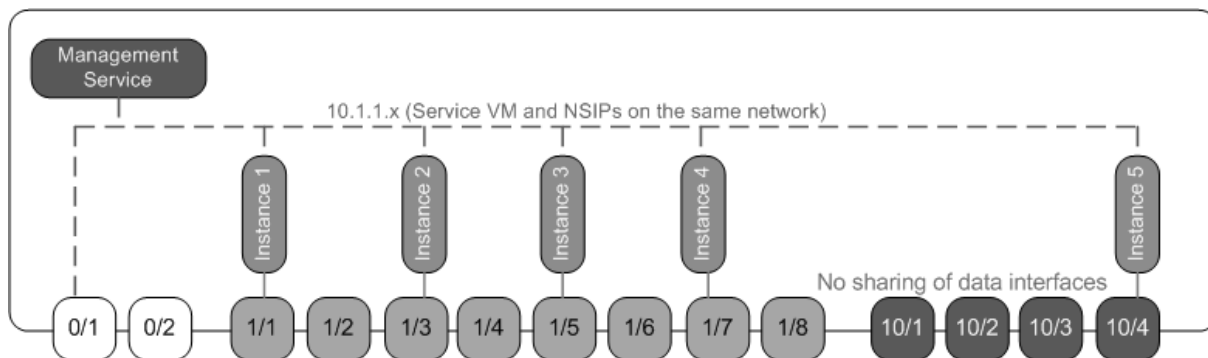 Management
Service
10.1.1.x (Service VM and NSIPs on the same network)
Instance 1
Instance 2
Instance 3
Instance 4
Instance 5
No sharing of data interfaces
0/1
0/2
1/1
1/2
1/3
1/4
1/5
1/6
1/7
1/8
10/1
10/2
10/3
10/4